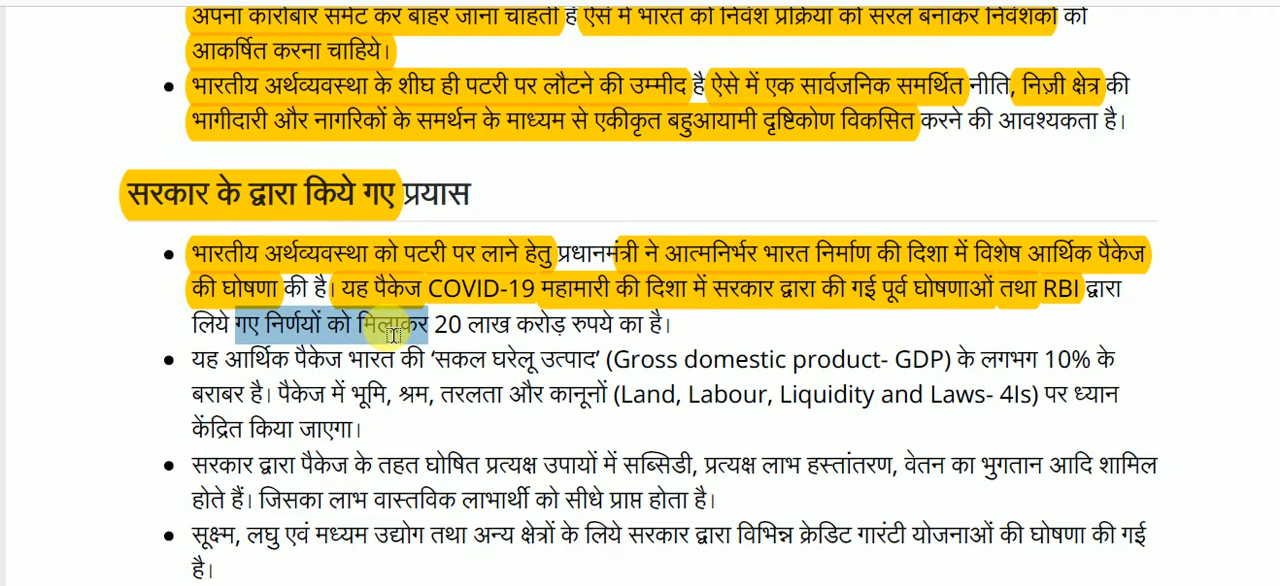 अपना कारोबार समेट कर बाहर जाना चाहती हैं ऐसे में भारत को निवेश प्रक्रिया को सरल बनाकर निवेशकों को
आकर्षित करना चाहिये।
• भारतीय अर्थव्यवस्था के शीघ ही पटरी पर लौटने की उम्मीद है ऐसे में एक सार्वजनिक समर्थित नीति, निज़ी क्षेत्र की
भागीदारी और नागरिकों के समर्थन के माध्यम से एकीकृत बहुआयामी दृष्टिकोण विकसित करने की आवश्यकता है।
सरकार के द्वारा किये गए प्रयास
• भारतीय अर्थव्यवस्था को पटरी पर लाने हेतु प्रधानमंत्री ने आत्मनिर्भर भारत निर्माण की दिशा में विशेष आर्थिक पैकेज
की घोषणा की है। यह पैकेज COVID-19 महामारी की दिशा में सरकार द्वारा की गई पूर्व घोषणाओं तथा RBI द्वारा
लिये गए निर्णयों को मिलाकर 20 लाख करोड़ रुपये का है।
• यह आर्थिक पैकेज भारत की ‘सकल घरेलू उत्पाद’ (Gross domestic product- GDP) के लगभग 10% के
बराबर है। पैकेज में भूमि, श्रम, तरलता और कानूनों (Land, Labour, Liquidity and Laws- 4Is) पर ध्यान
केंद्रित किया जाएगा।
• सरकार द्वारा पैकेज के तहत घोषित प्रत्यक्ष उपायों में सब्सिडी, प्रत्यक्ष लाभ हस्तांतरण, वेतन का भुगतान आदि शामिल
होते हैं। जिसका लाभ वास्तविक लाभार्थी को सीधे प्राप्त होता है।
• सूक्ष्म, लघु एवं मध्यम उद्योग तथा अन्य क्षेत्रों के लिये सरकार द्वारा विभिन्न क्रेडिट गारंटी योजनाओं की घोषणा की गई
है।